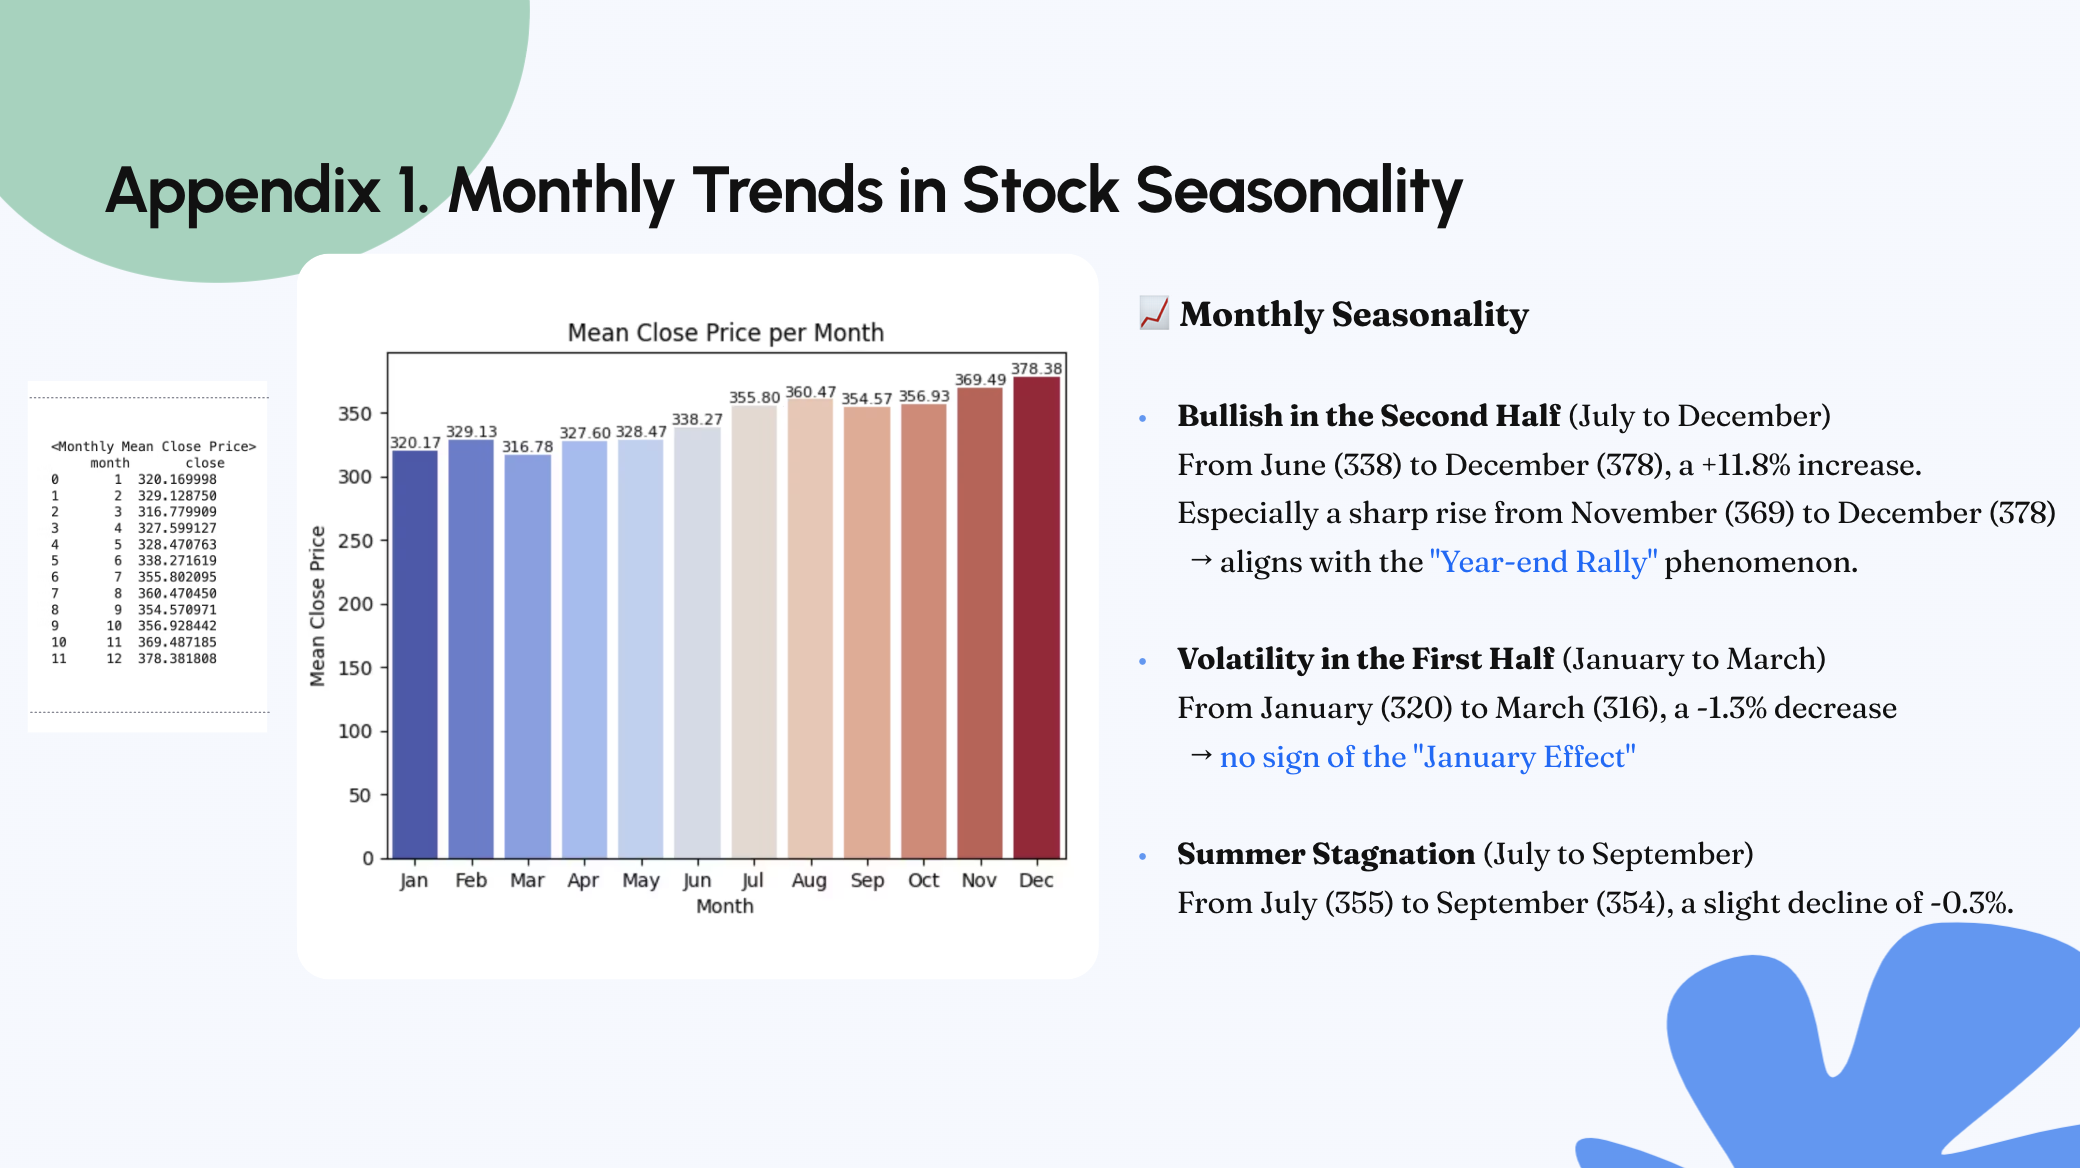 Appendix 1. Monthly Trends in Stock Seasonality
<Monthly Mean Close Price>
month close
0 1 320.169998
1 2 329.128750
2 3 316.779909
3 4 327.599127
4 5 328.470763
5 6 338.271619
6 7 355.802095
7 8 360.470450
8 9 354.570971
9 10 356.928442
10 11 369.487185
11 12 378.381808
Mean Close Price per Month
320.17 329.13 316.78 327.60 328.47 338.27 355.80 360.47 354.57 356.93 369.49 378.38
Mean Close Price
350
300
250
200
150
100
50
0
Jan Feb Mar Apr May Jun Jul Aug Sep Oct Nov Dec
Month
📈 Monthly Seasonality
• Bullish in the Second Half (July to December)
From June (338) to December (378), a +11.8% increase.
Especially a sharp rise from November (369) to December (378)
→ aligns with the "Year-end Rally" phenomenon.
• Volatility in the First Half (January to March)
From January (320) to March (316), a -1.3% decrease
→ no sign of the "January Effect"
• Summer Stagnation (July to September)
From July (355) to September (354), a slight decline of -0.3%.